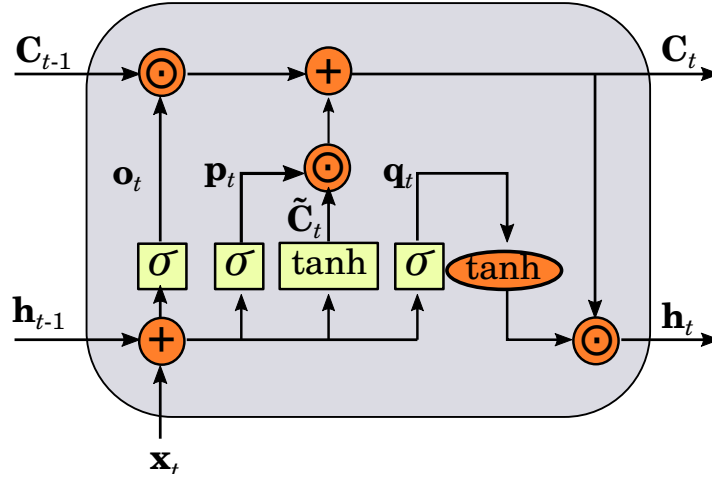 C_{t-1} ⊙ + C_t
o_t p_t ⊙ q_t
C̃_t
σ σ tanh σ tanh
h_{t-1} + ⊙ h_t
x_t